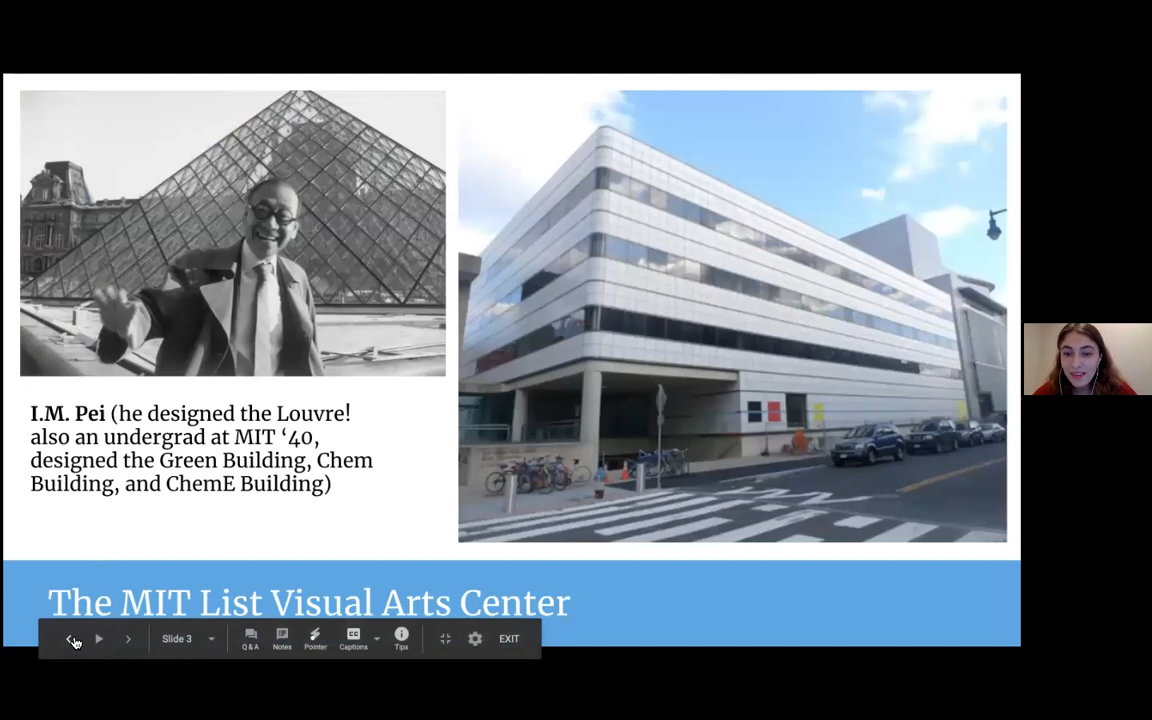 I.M. Pei (he designed the Louvre!
also an undergrad at MIT ‘40,
designed the Green Building, Chem
Building, and ChemE Building)
The MIT List Visual Arts Center
Slide 3
Q & A
Notes
Pointer
CC
Captions
Tips
EXIT